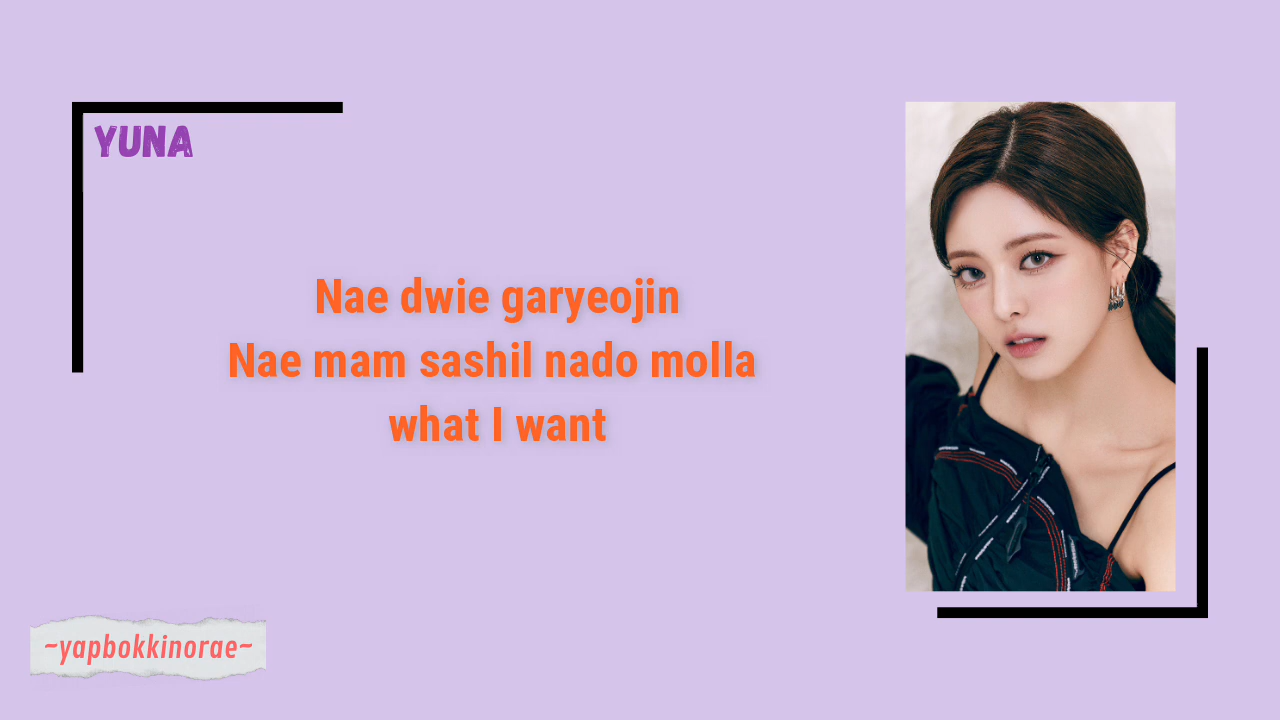 YUNA
Nae dwie garyeojin
Nae mam sashil nado molla
what I want
~yapbokkinorae~